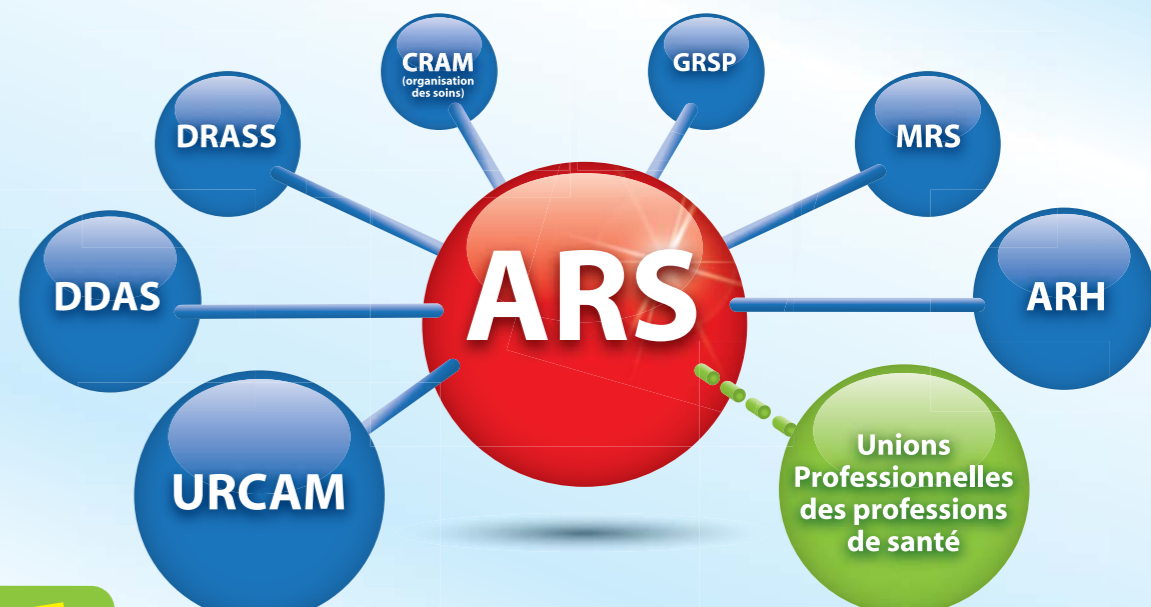 CRAM
(organisation
des soins)
GRSP
DRASS
MRS
DDAS
ARS
ARH
URCAM
Unions
Professionnelles
des professions
de santé